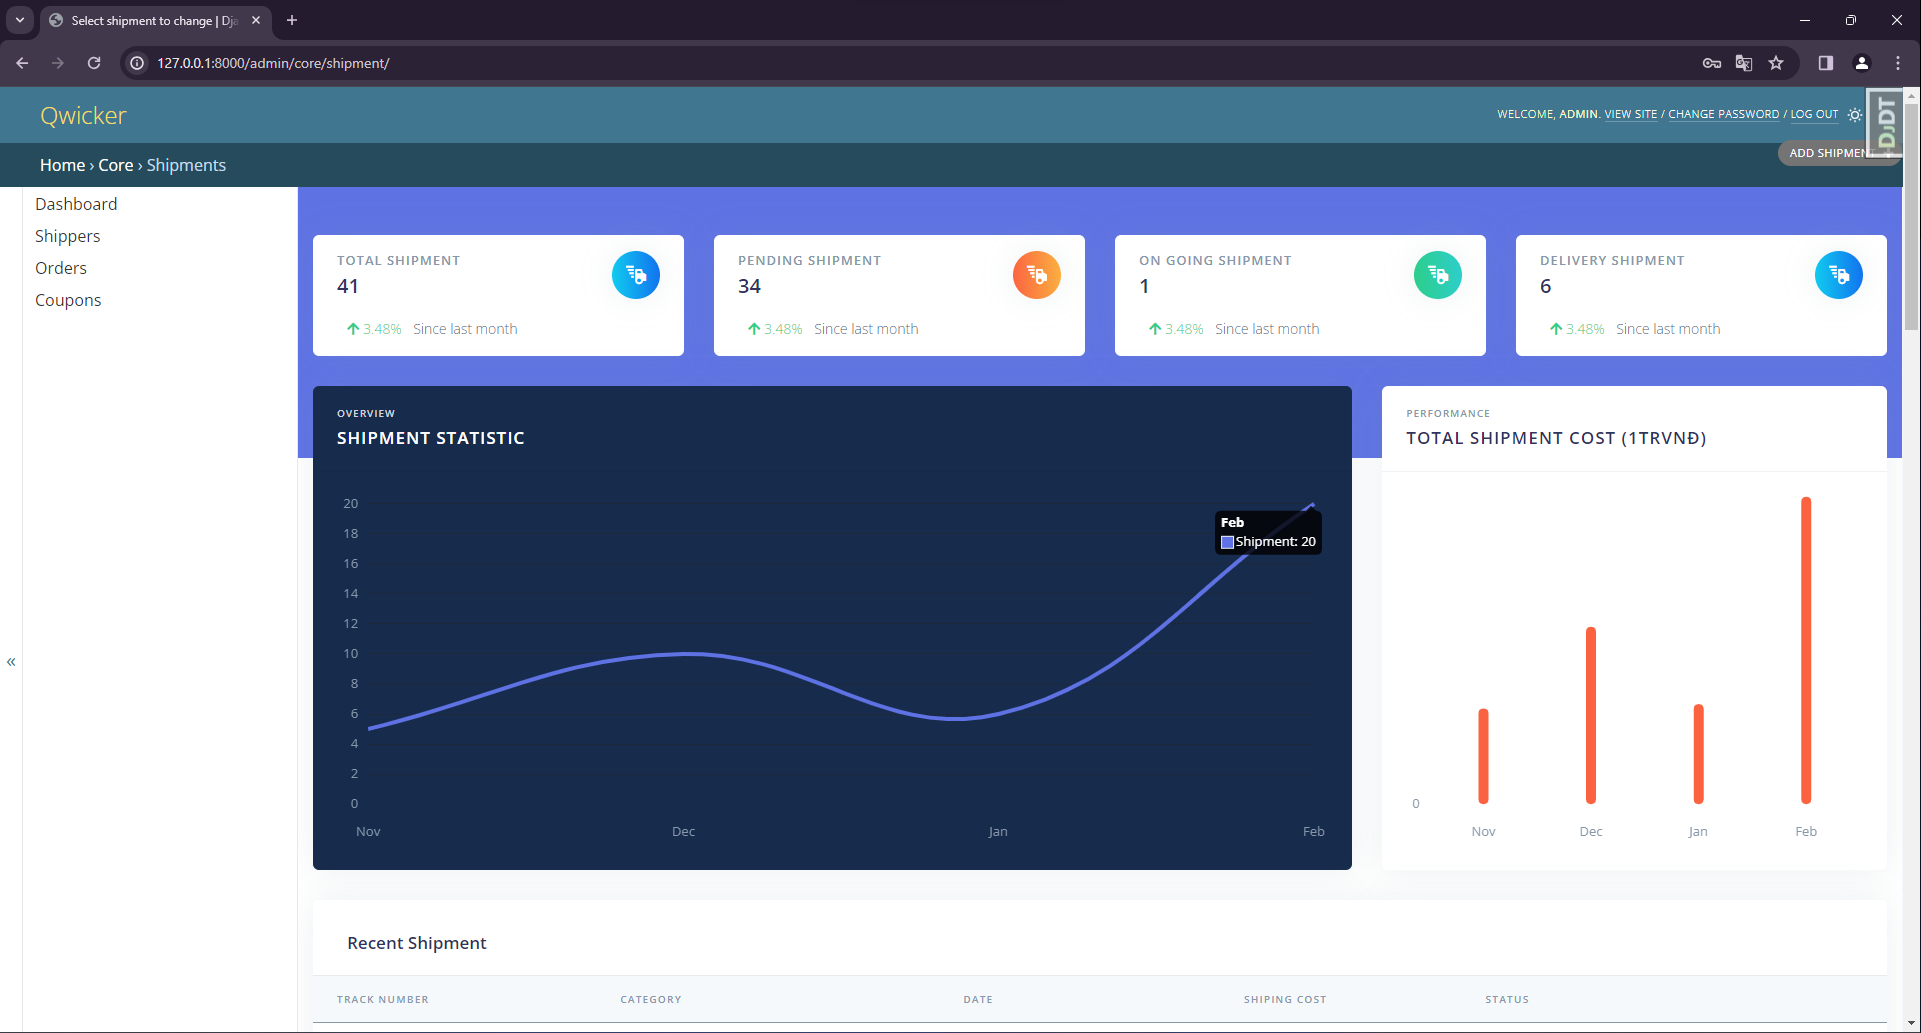 Select shipment to change | Dja
127.0.0.1:8000/admin/core/shipment/
Qwicker
WELCOME, ADMIN. VIEW SITE / CHANGE PASSWORD / LOG OUT
DJDT
Home › Core › Shipments
ADD SHIPMENT
Dashboard
Shippers
Orders
Coupons
«
TOTAL SHIPMENT
41
3.48% Since last month
PENDING SHIPMENT
34
3.48% Since last month
ON GOING SHIPMENT
1
3.48% Since last month
DELIVERY SHIPMENT
6
3.48% Since last month
OVERVIEW
SHIPMENT STATISTIC
20
18
16
14
12
10
8
6
4
2
0
Nov Dec Jan Feb
Feb
Shipment: 20
PERFORMANCE
TOTAL SHIPMENT COST (1TRVNĐ)
0
Nov Dec Jan Feb
Recent Shipment
TRACK NUMBER CATEGORY DATE SHIPING COST STATUS